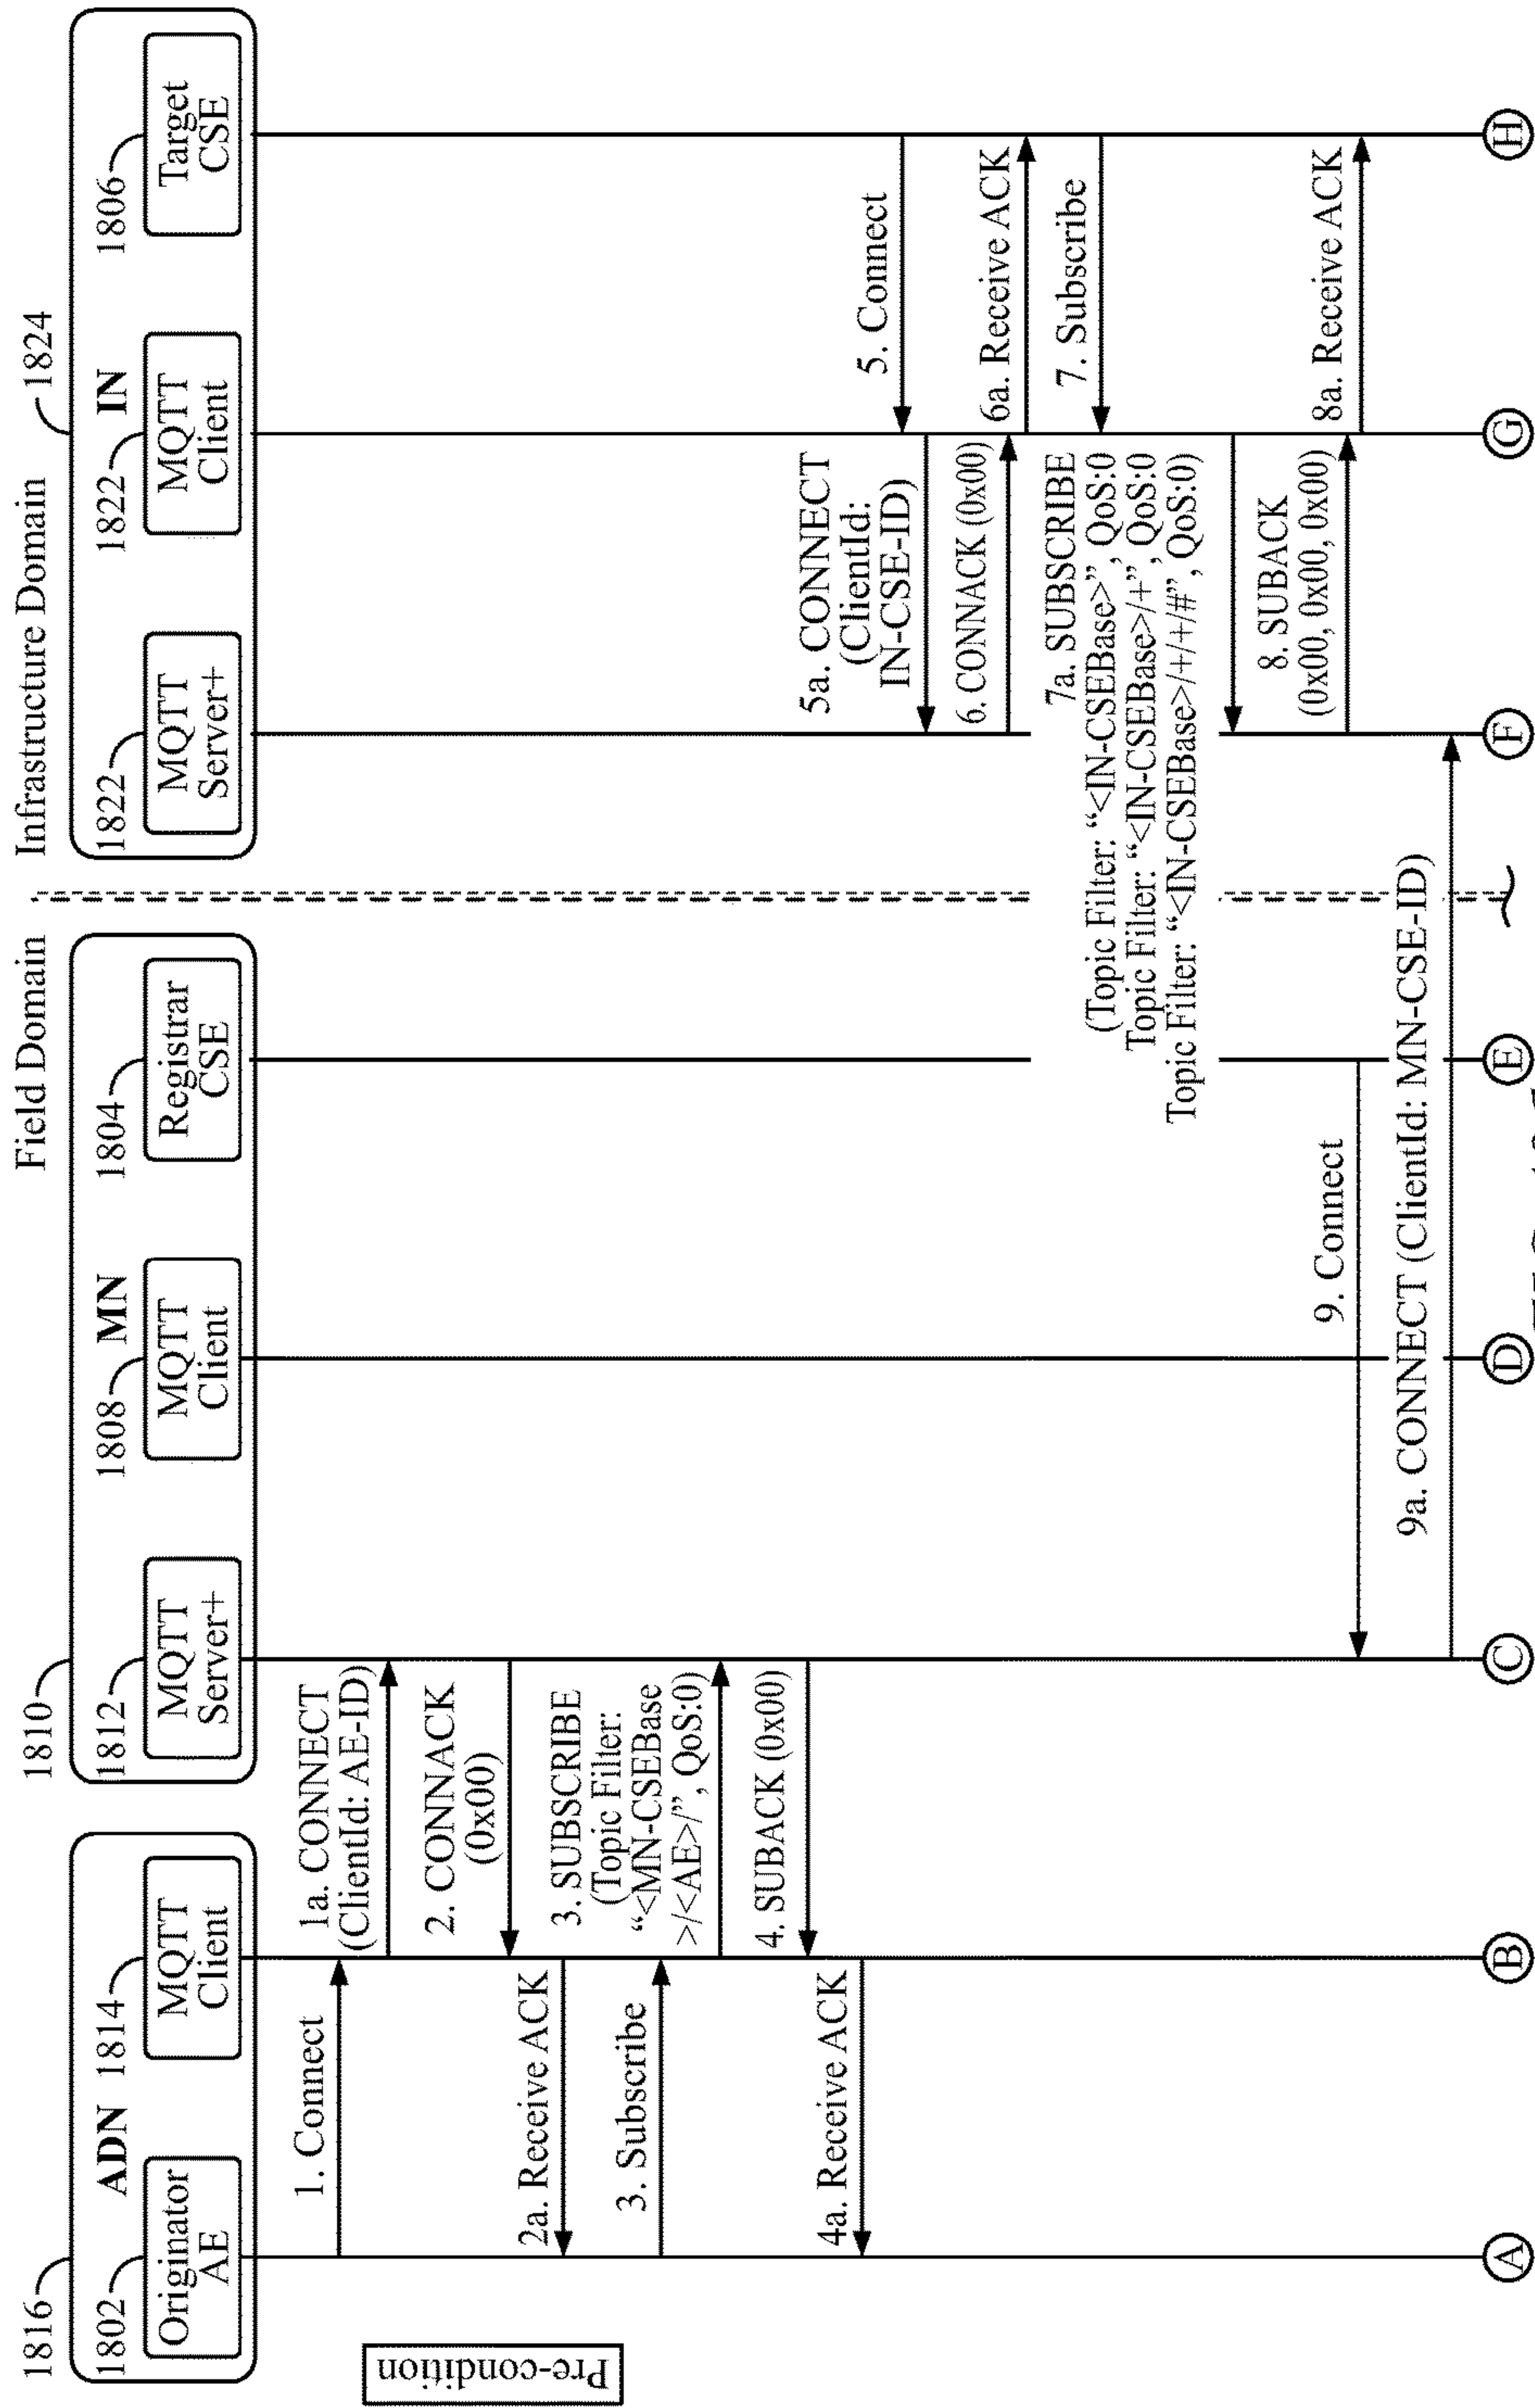 Field Domain
Infrastructure Domain
1816
1810
1824
ADN
MN
IN
1802
1814
1812
1808
1804
1822
1822
1806
Originator
AE
MQTT
Client
MQTT
Server+
MQTT
Client
Registrar
CSE
MQTT
Server+
MQTT
Client
Target
CSE
Pre-condition
1. Connect
1a. CONNECT
(ClientId: AE-ID)
2. CONNACK
(0x00)
2a. Receive ACK
3. Subscribe
3. SUBSCRIBE
(Topic Filter:
“<MN-CSEBase
>/<AE>/”, QoS:0)
4. SUBACK (0x00)
4a. Receive ACK
5. Connect
5a. CONNECT
(ClientId:
IN-CSE-ID)
6. CONNACK (0x00)
6a. Receive ACK
7. Subscribe
7a. SUBSCRIBE
(Topic Filter: “<IN-CSEBase>”, QoS:0
Topic Filter: “<IN-CSEBase>/+”, QoS:0
Topic Filter: “<IN-CSEBase>/+/+/#”, QoS:0)
8. SUBACK
(0x00, 0x00, 0x00)
8a. Receive ACK
9. Connect
9a. CONNECT (ClientId: MN-CSE-ID)
A
B
C
D
E
F
G
H